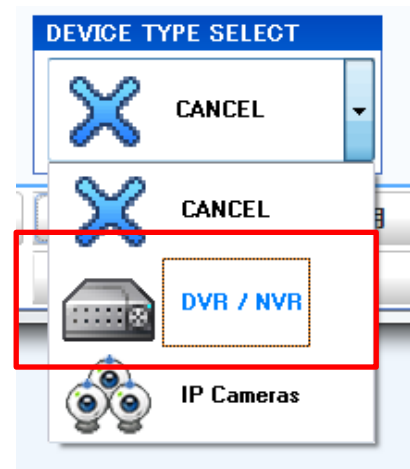 DEVICE TYPE SELECT
CANCEL
CANCEL
DVR / NVR
IP Cameras